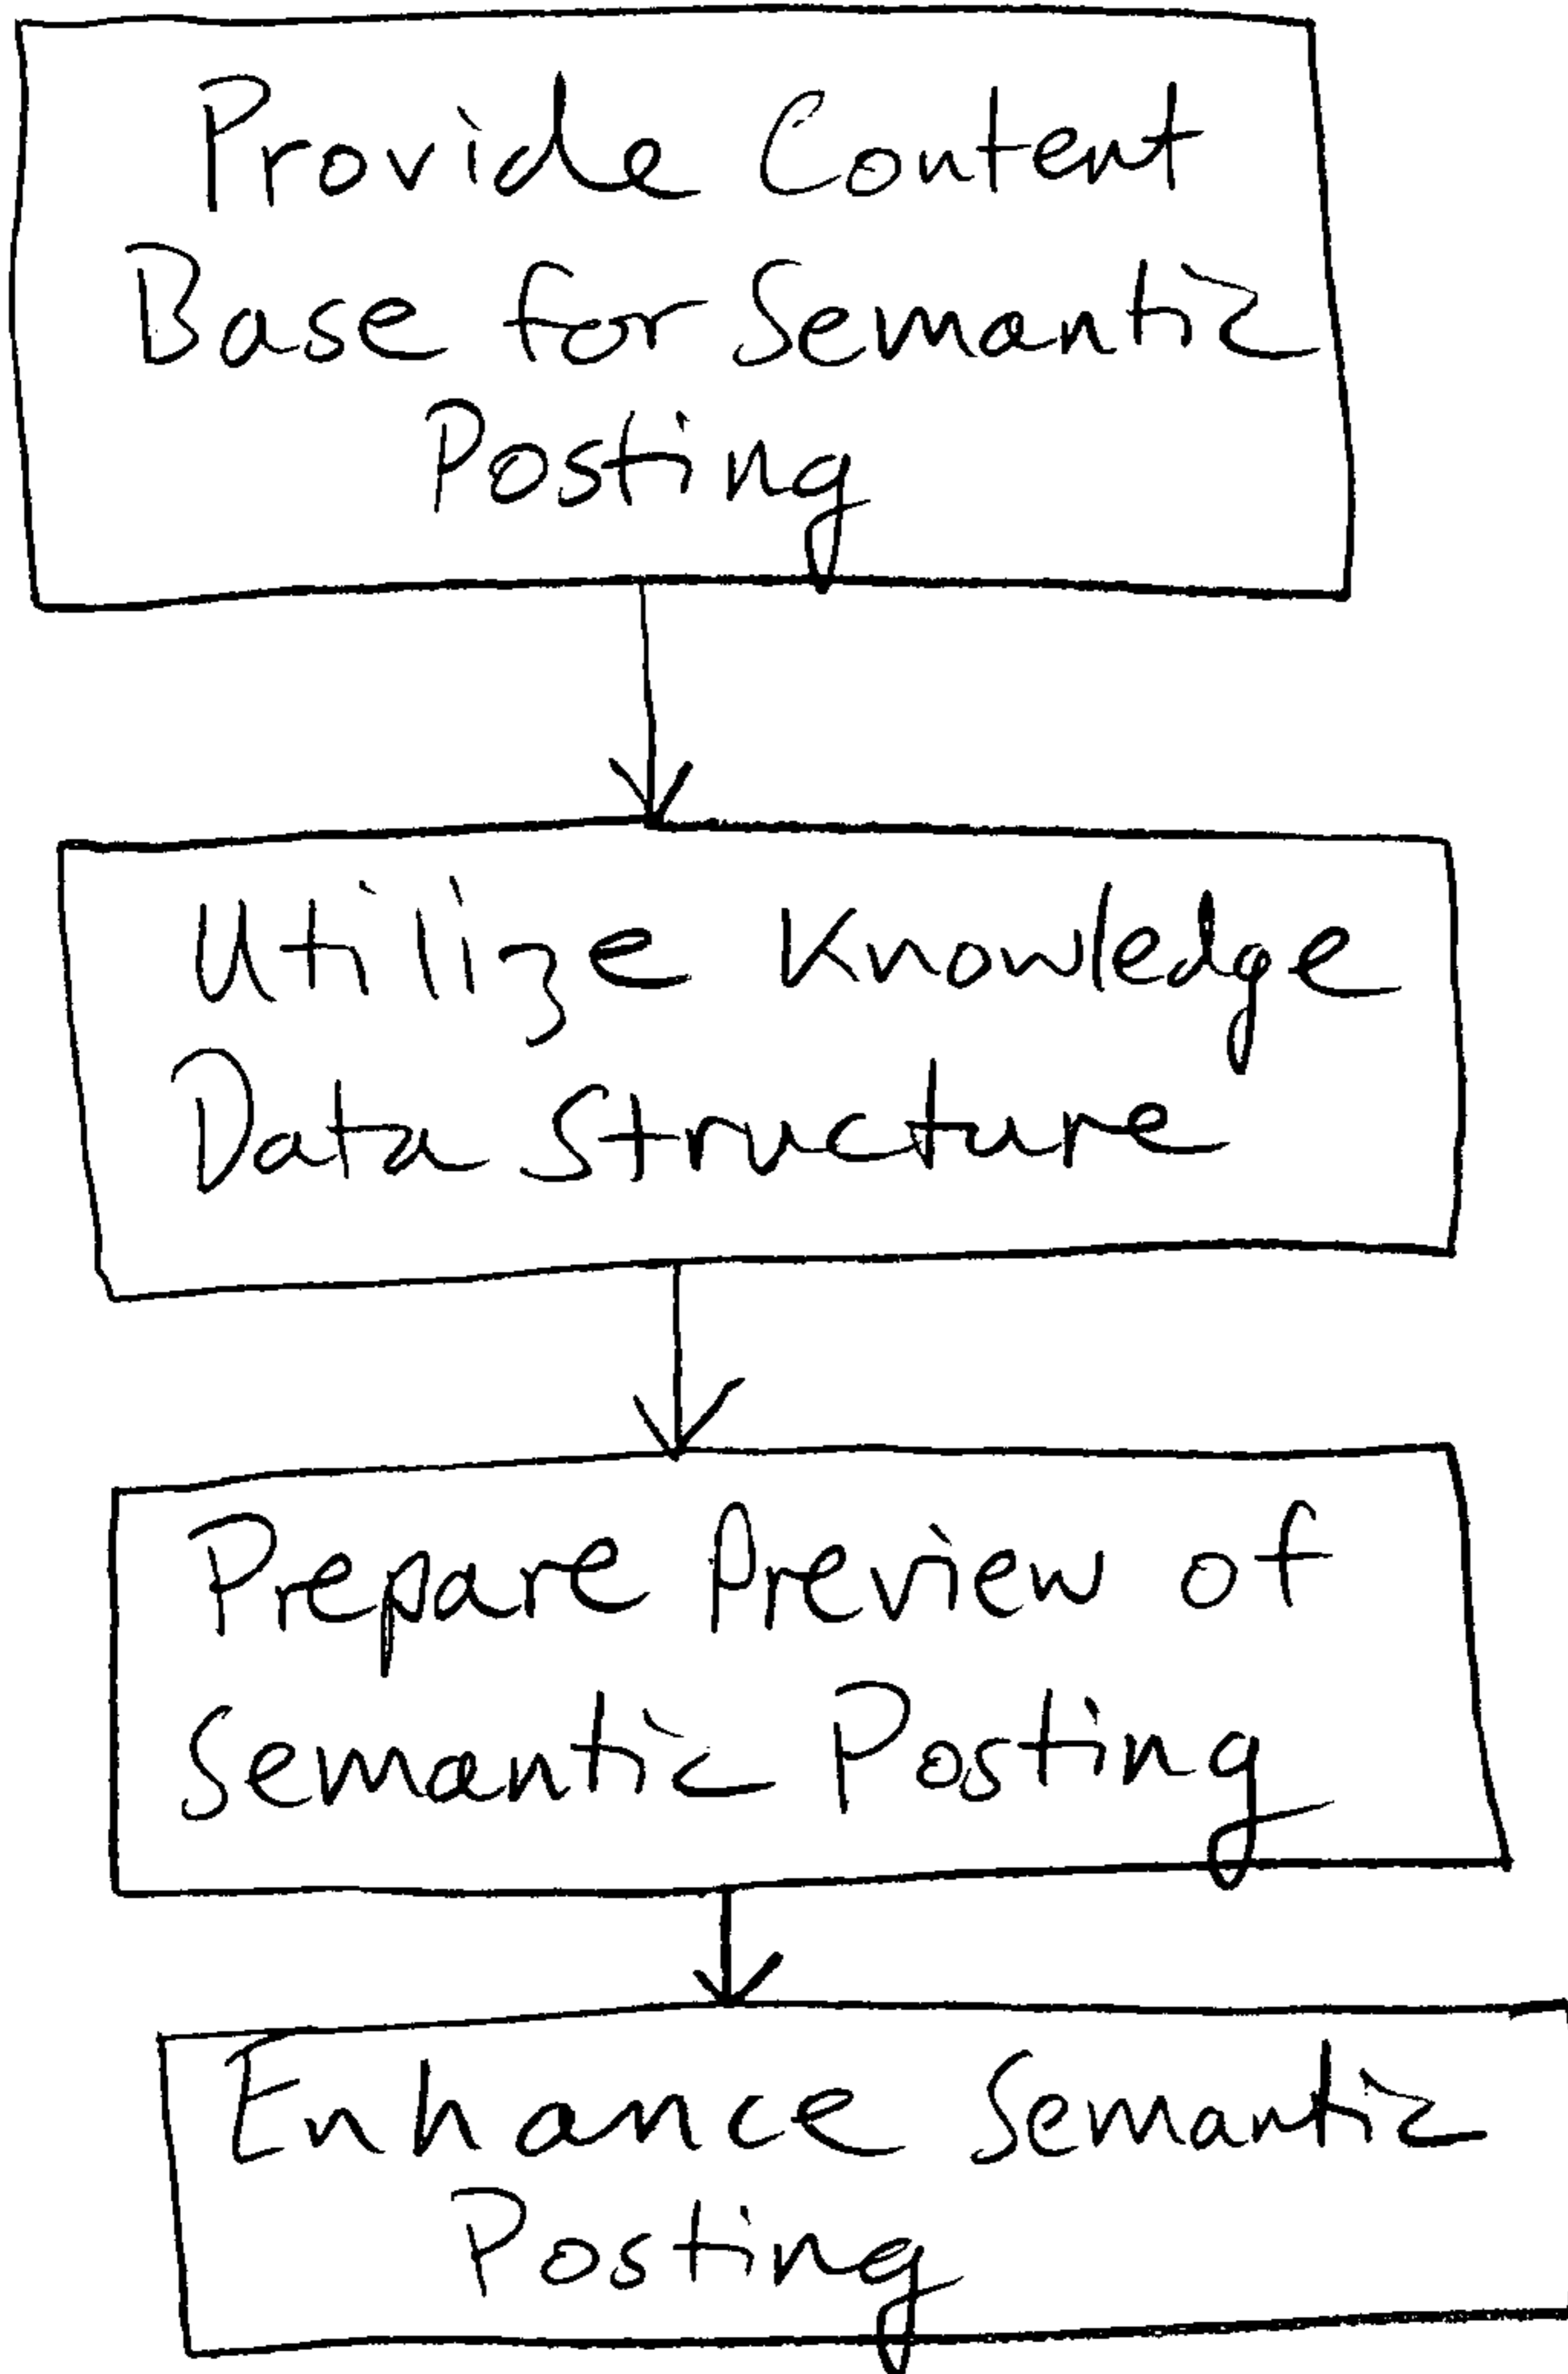 Provide Content
Base for Semantic
Posting
Utilize Knowledge
Data Structure
Prepare Preview of
Semantic Posting
Enhance Semantic
Posting